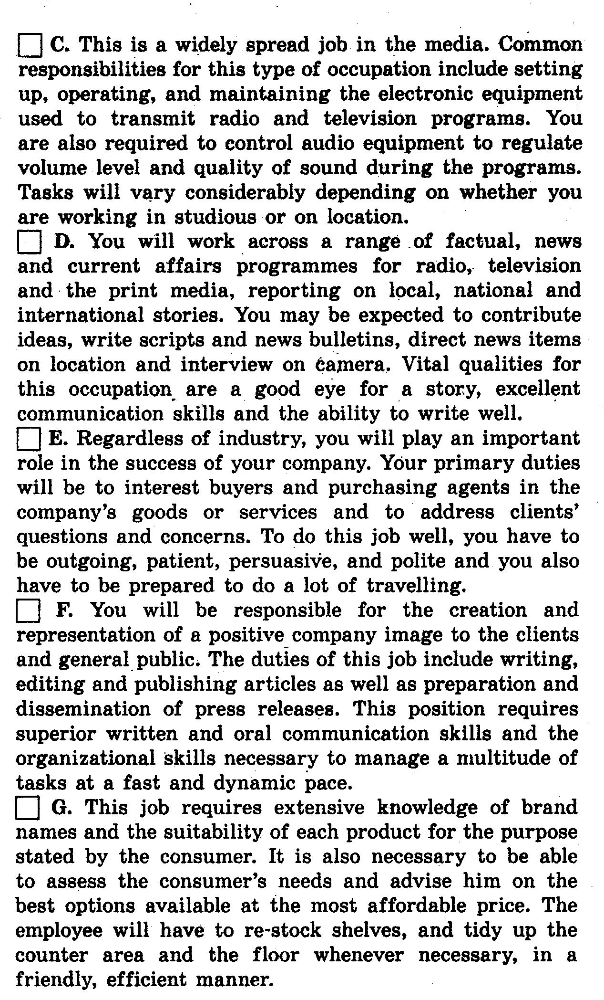 ☐ C. This is a widely spread job in the media. Common
responsibilities for this type of occupation include setting
up, operating, and maintaining the electronic equipment
used to transmit radio and television programs. You
are also required to control audio equipment to regulate
volume level and quality of sound during the programs.
Tasks will vary considerably depending on whether you
are working in studious or on location.
☐ D. You will work across a range of factual, news
and current affairs programmes for radio, television
and the print media, reporting on local, national and
international stories. You may be expected to contribute
ideas, write scripts and news bulletins, direct news items
on location and interview on camera. Vital qualities for
this occupation are a good eye for a story, excellent
communication skills and the ability to write well.
☐ E. Regardless of industry, you will play an important
role in the success of your company. Your primary duties
will be to interest buyers and purchasing agents in the
company's goods or services and to address clients'
questions and concerns. To do this job well, you have to
be outgoing, patient, persuasive, and polite and you also
have to be prepared to do a lot of travelling.
☐ F. You will be responsible for the creation and
representation of a positive company image to the clients
and general public. The duties of this job include writing,
editing and publishing articles as well as preparation and
dissemination of press releases. This position requires
superior written and oral communication skills and the
organizational skills necessary to manage a multitude of
tasks at a fast and dynamic pace.
☐ G. This job requires extensive knowledge of brand
names and the suitability of each product for the purpose
stated by the consumer. It is also necessary to be able
to assess the consumer's needs and advise him on the
best options available at the most affordable price. The
employee will have to re-stock shelves, and tidy up the
counter area and the floor whenever necessary, in a
friendly, efficient manner.